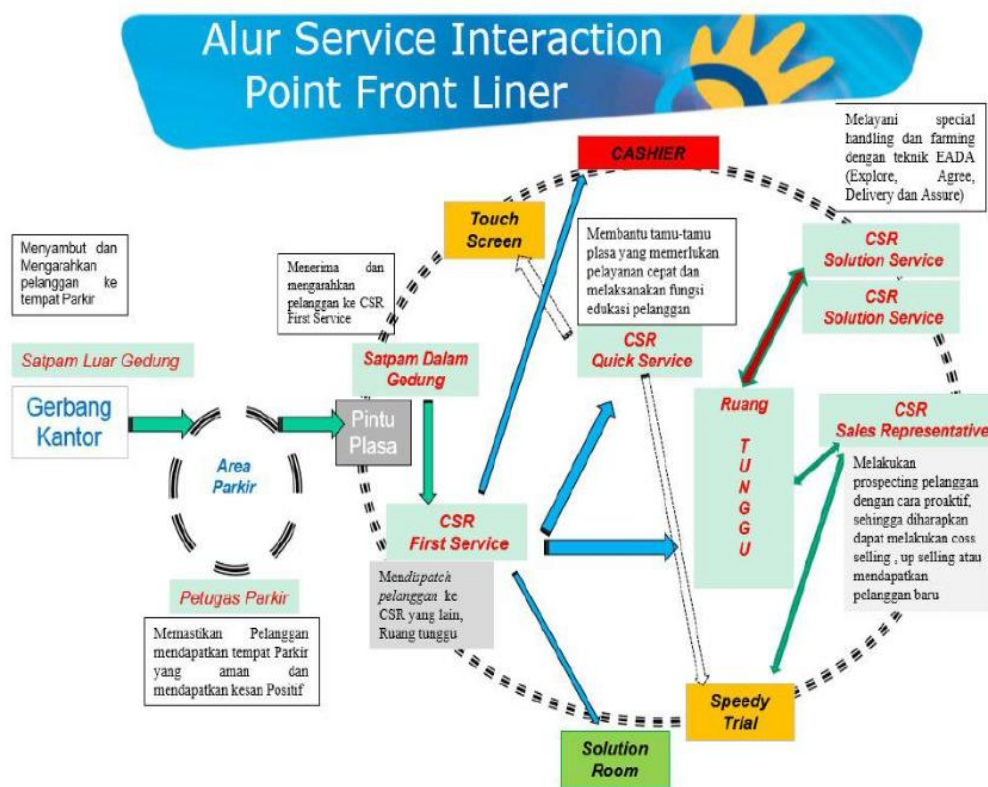 Alur Service Interaction
Point Front Liner
Melayani special
handling dan farming
dengan teknik EADA
(Explore, Agree,
Delivery dan Assure)
CASHIER
Touch
Screen
Membantu tamu-tamu
plasa yang memerlukan
pelayanan cepat dan
melaksanakan fungsi
edukasi pelanggan
CSR
Solution Service
CSR
Solution Service
Menyambut dan
Mengarahkan
pelanggan ke
tempat Parkir
Menerima dan
mengarahkan
pelanggan ke CSR
First Service
Satpam Luar Gedung
Gerbang
Kantor
Area
Parkir
Satpam Dalam
Gedung
Pintu
Plasa
CSR
Quick Service
Ruang
T
U
N
G
G
U
CSR
Sales Representative
Melakukan
prospecting pelanggan
dengan cara proaktif,
sehingga diharapkan
dapat melakukan coss
selling , up selling atau
mendapatkan
pelanggan baru
CSR
First Service
Mendispatch
pelanggan ke
CSR yang lain,
Ruang tunggu
Petugas Parkir
Memastikan Pelanggan
mendapatkan tempat Parkir
yang aman dan
mendapatkan kesan Positif
Speedy
Trial
Solution
Room